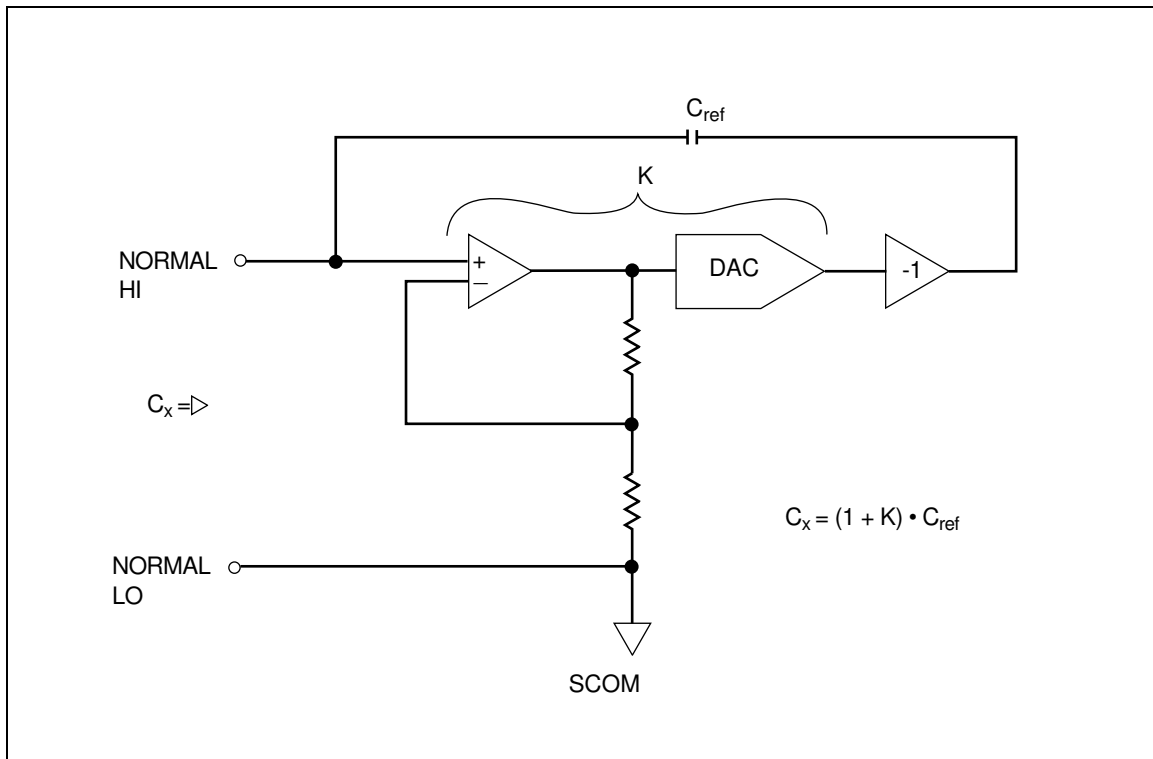 C_ref
K
NORMAL
HI
+
–
DAC
-1
C_x =
C_x = (1 + K) • C_ref
NORMAL
LO
SCOM